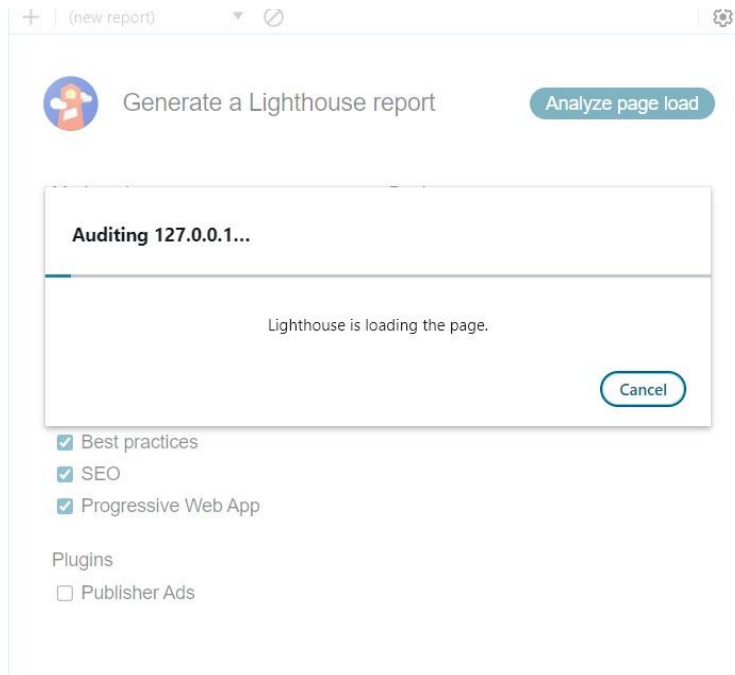 (new report)
Generate a Lighthouse report
Analyze page load
Auditing 127.0.0.1...
Lighthouse is loading the page.
Cancel
Best practices
SEO
Progressive Web App
Plugins
Publisher Ads